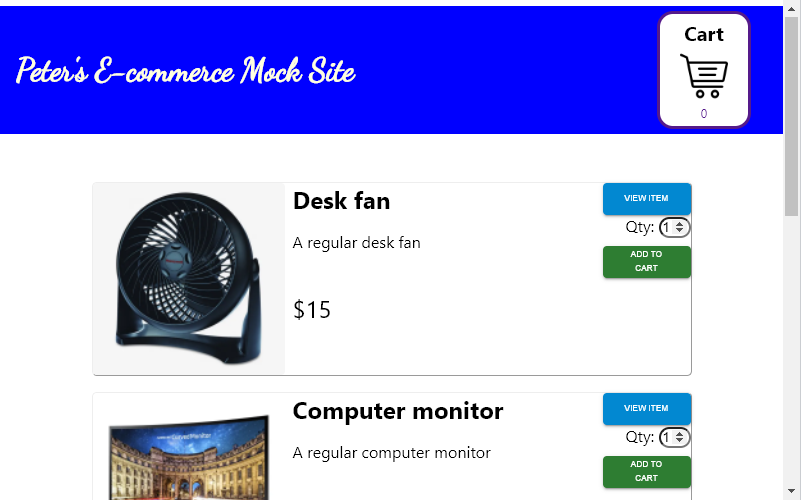 Peter's E-commerce Mock Site
Cart
0
Desk fan
A regular desk fan
$15
VIEW ITEM
Qty: 1
ADD TO
CART
Computer monitor
A regular computer monitor
VIEW ITEM
Qty: 1
ADD TO
CART